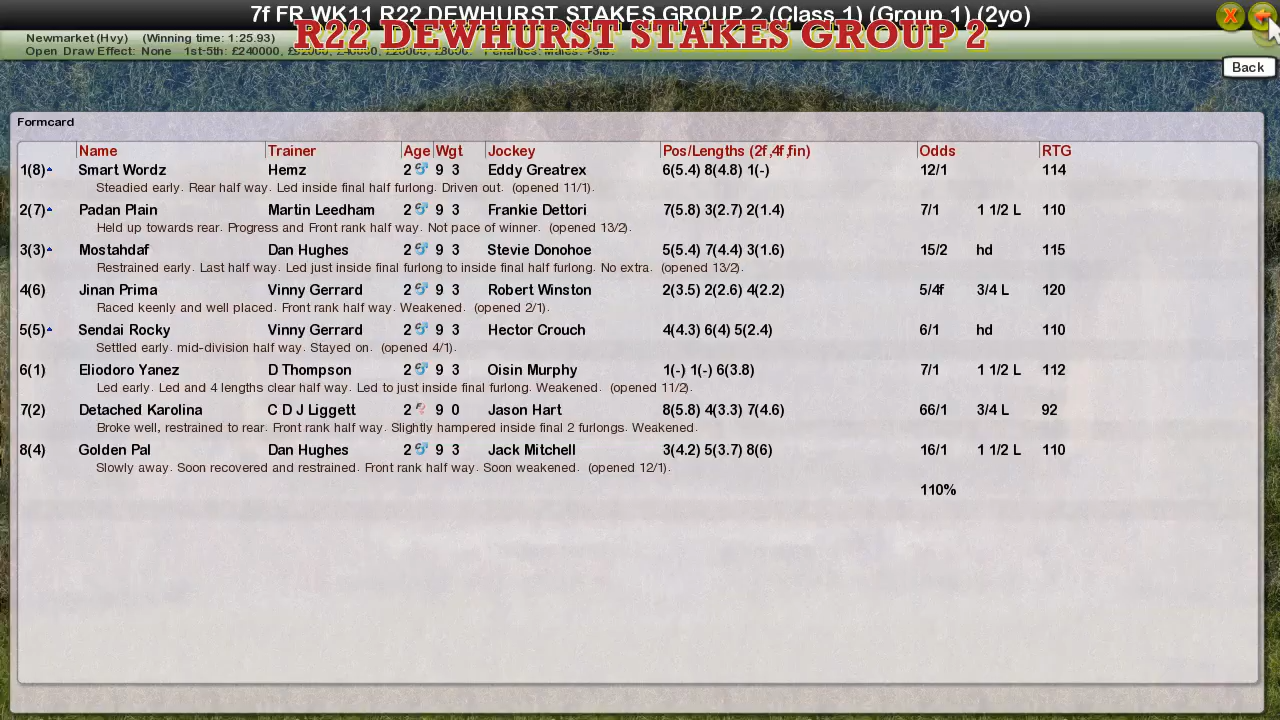 7f FR WK11 R22 DEWHURST STAKES GROUP 2 (Class 1) (Group 1) (2yo)
R22 DEWHURST STAKES GROUP 2
Newmarket (Hvy) (Winning time: 1:25.93)
Open Draw Effect: None 1st-5th: £240000, £20000, £8000. Penalties: Males:
X
Back
Formcard
Name Trainer Age Wgt Jockey Pos/Lengths (2f,4f,fin) Odds RTG
1(8) Smart Wordz Hemz 2 9 3 Eddy Greatrex 6(5.4) 8(4.8) 1(-) 12/1 114
Steadied early. Rear half way. Led inside final half furlong. Driven out. (opened 11/1).
2(7) Padan Plain Martin Leedham 2 9 3 Frankie Dettori 7(5.8) 3(2.7) 2(1.4) 7/1 1 1/2 L 110
Held up towards rear. Progress and Front rank half way. Not pace of winner. (opened 13/2).
3(3) Mostahdaf Dan Hughes 2 9 3 Stevie Donohoe 5(5.4) 7(4.4) 3(1.6) 15/2 hd 115
Restrained early. Last half way. Led just inside final furlong to inside final half furlong. No extra. (opened 13/2).
4(6) Jinan Prima Vinny Gerrard 2 9 3 Robert Winston 2(3.5) 2(2.6) 4(2.2) 5/4f 3/4 L 120
Raced keenly and well placed. Front rank half way. Weakened. (opened 2/1).
5(5) Sendai Rocky Vinny Gerrard 2 9 3 Hector Crouch 4(4.3) 6(4) 5(2.4) 6/1 hd 110
Settled early. mid-division half way. Stayed on. (opened 4/1).
6(1) Eliodoro Yanez D Thompson 2 9 3 Oisin Murphy 1(-) 1(-) 6(3.8) 7/1 1 1/2 L 112
Led early. Led and 4 lengths clear half way. Led to just inside final furlong. Weakened. (opened 11/2).
7(2) Detached Karolina C D J Liggett 2 9 0 Jason Hart 8(5.8) 4(3.3) 7(4.6) 66/1 3/4 L 92
Broke well, restrained to rear. Front rank half way. Slightly hampered inside final 2 furlongs. Weakened.
8(4) Golden Pal Dan Hughes 2 9 3 Jack Mitchell 3(4.2) 5(3.7) 8(6) 16/1 1 1/2 L 110
Slowly away. Soon recovered and restrained. Front rank half way. Soon weakened. (opened 12/1).
110%